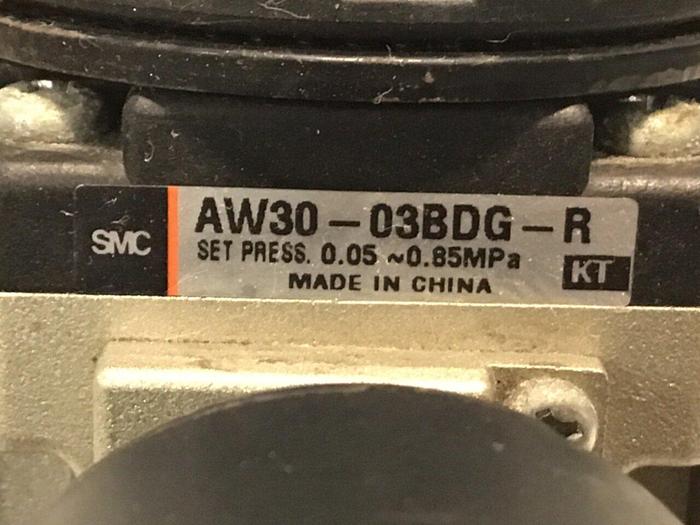 SMC
AW30-03BDG-R
SET PRESS. 0.05 ~0.85MPa
KT
MADE IN CHINA